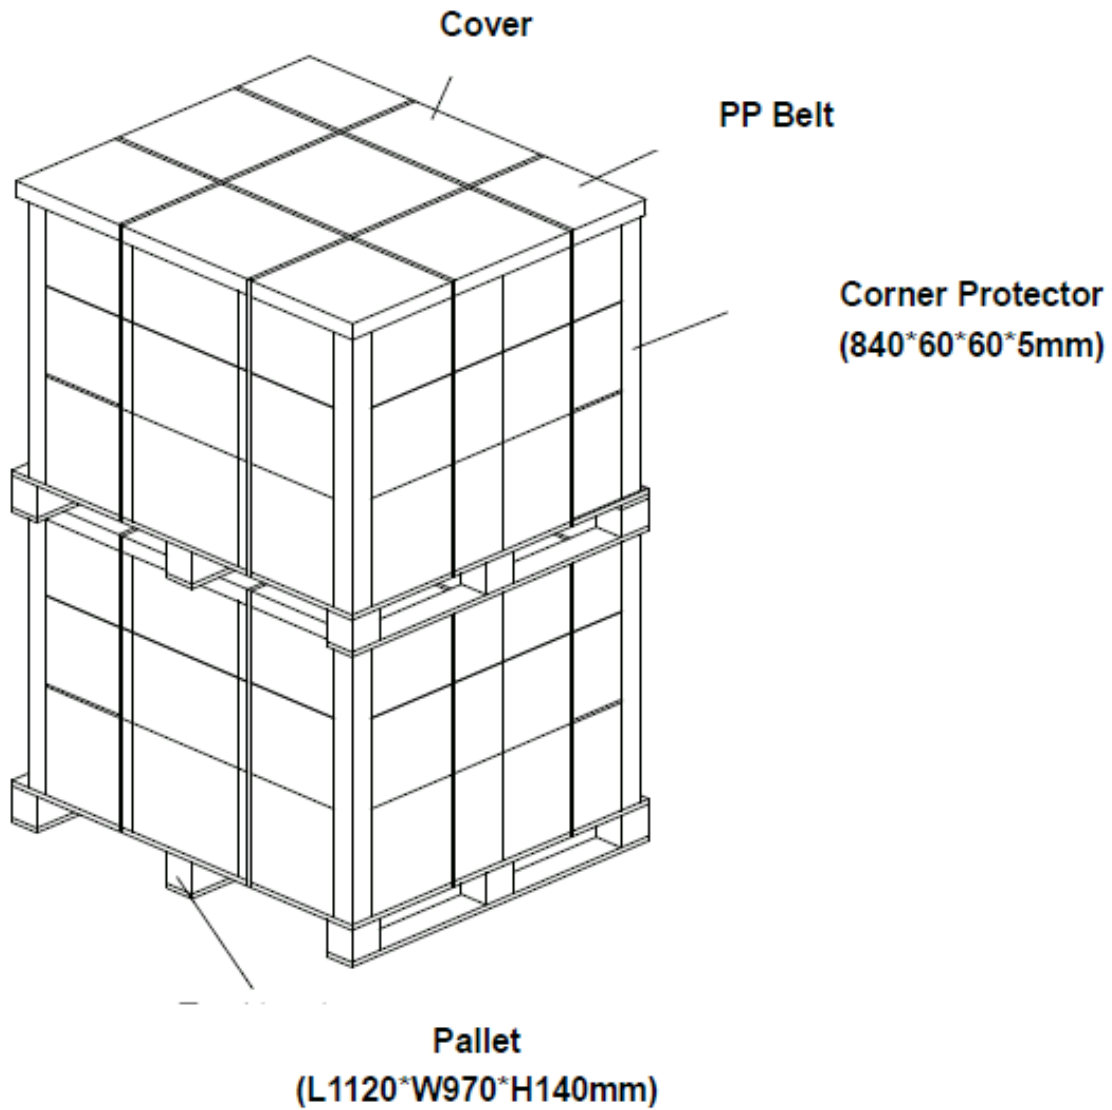 Cover
PP Belt
Corner Protector
(840*60*60*5mm)
Pallet
(L1120*W970*H140mm)